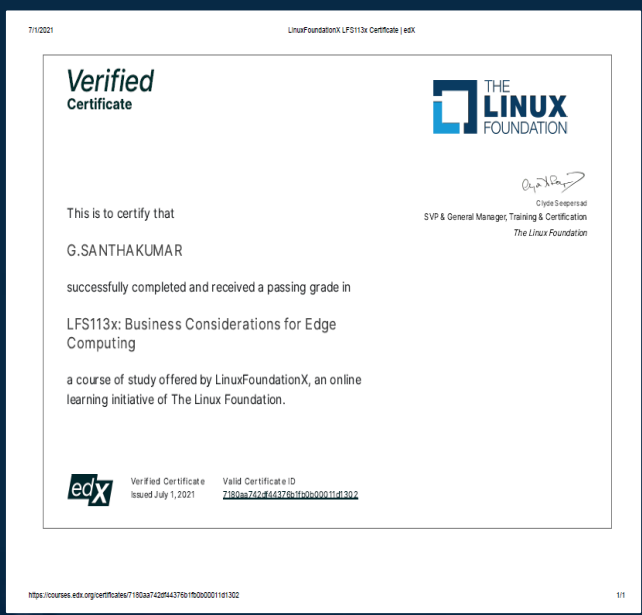 7/1/2021
LinuxFoundationX LFS113x Certificate | edX
Verified
Certificate
THE
LINUX
FOUNDATION
Clyde Seepersad
SVP & General Manager, Training & Certification
The Linux Foundation
This is to certify that
G.SANTHAKUMAR
successfully completed and received a passing grade in
LFS113x: Business Considerations for Edge
Computing
a course of study offered by LinuxFoundationX, an online
learning initiative of The Linux Foundation.
edX
Verified Certificate
Issued July 1, 2021
Valid Certificate ID
7180aa742df44376b1fb0b00011d1302
https://courses.edx.org/certificates/7180aa742df44376b1fb0b00011d1302
1/1